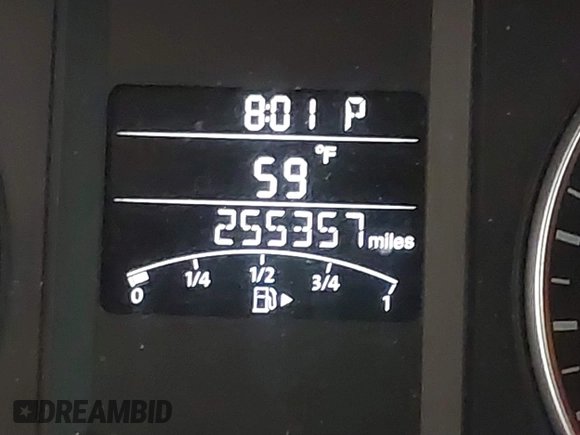 8:01 P
59 °F
255357 miles
0 1/4 1/2 3/4 1
DREAMBID